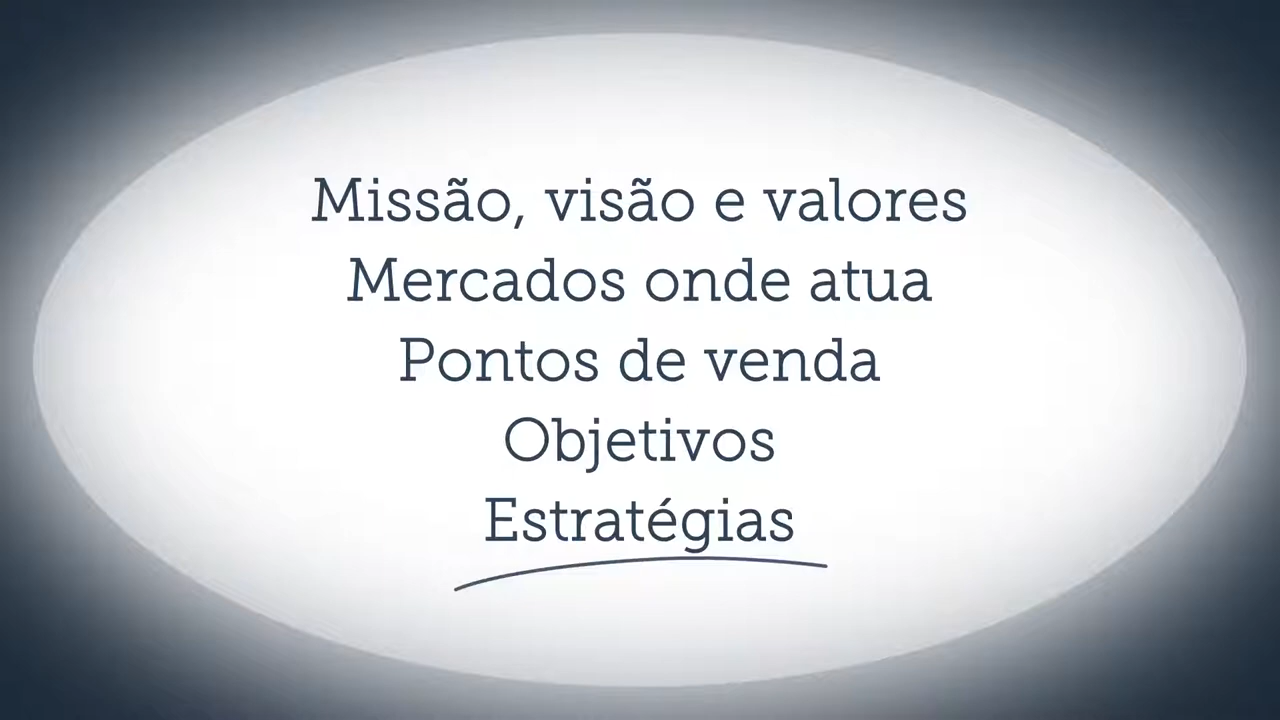 Missão, visão e valores
Mercados onde atua
Pontos de venda
Objetivos
Estratégias